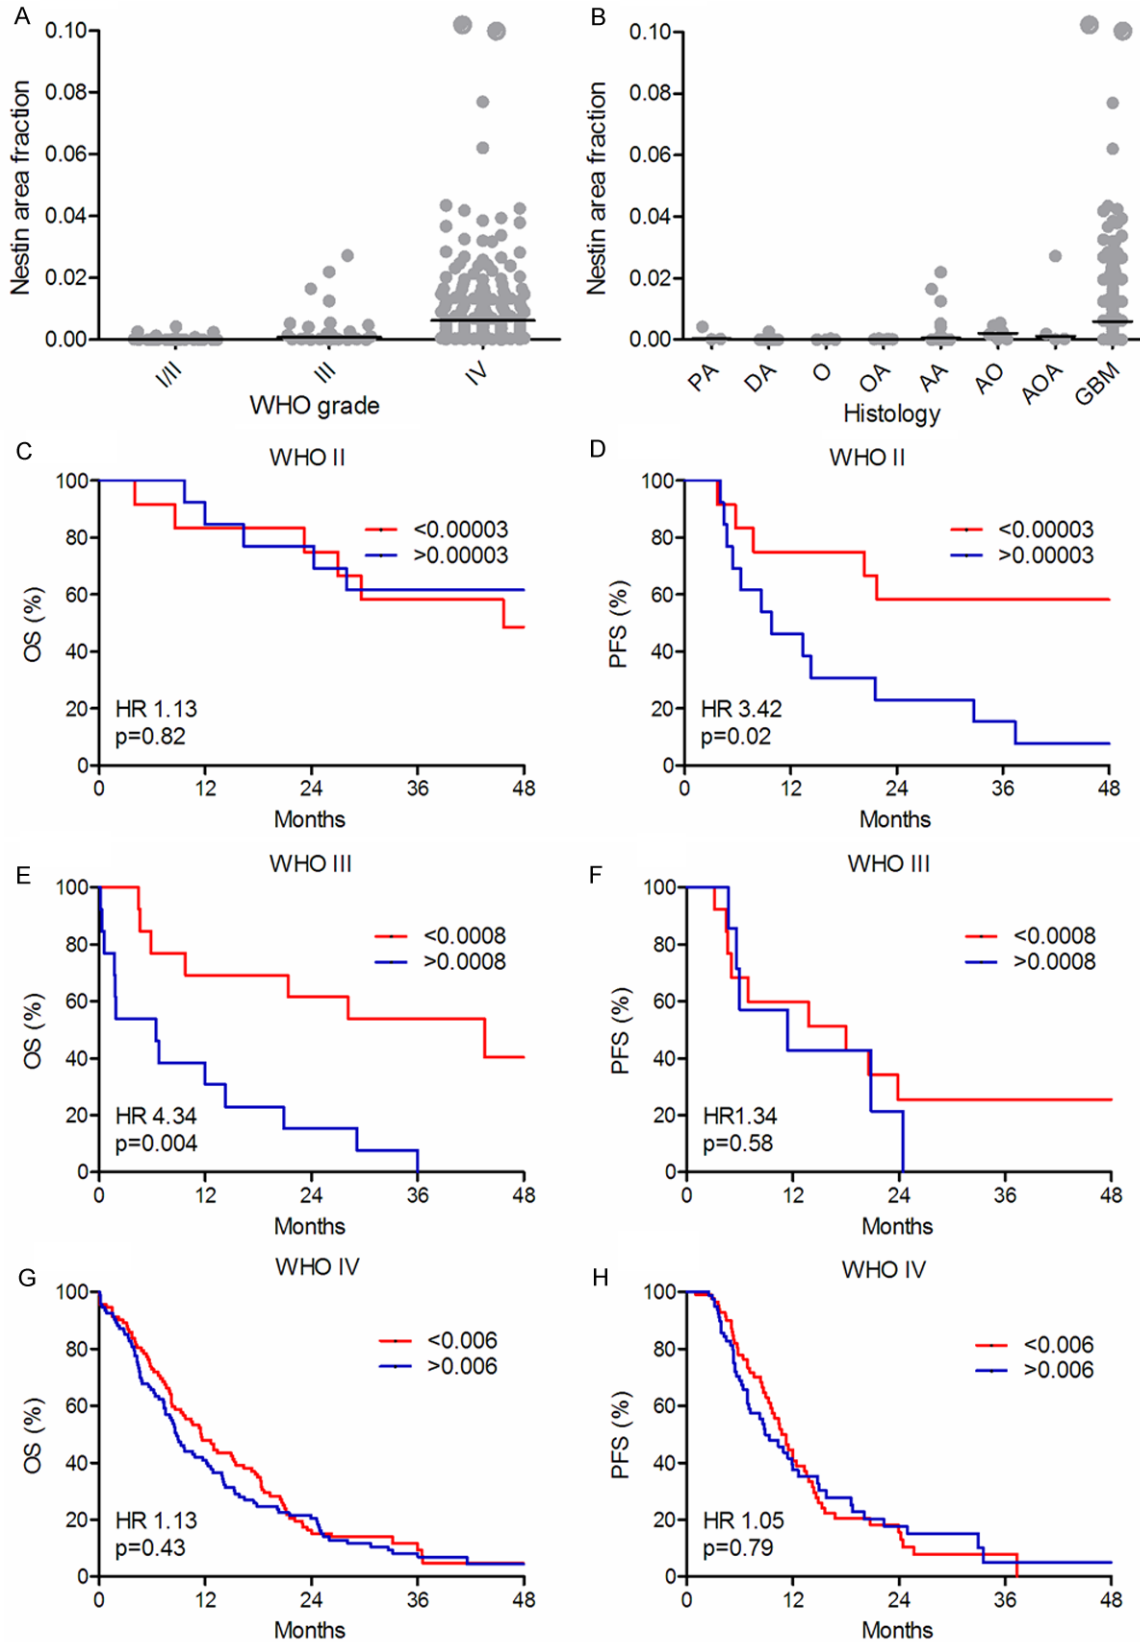 A
0.10
0.08
0.06
0.04
0.02
0.00
Nestin area fraction
I/II
III
IV
WHO grade
B
0.10
0.08
0.06
0.04
0.02
0.00
Nestin area fraction
PA
DA
O
OA
AA
AO
AOA
GBM
Histology
C
WHO II
100
80
60
40
20
0
OS (%)
<0.00003
>0.00003
HR 1.13
p=0.82
0 12 24 36 48
Months
D
WHO II
100
80
60
40
20
0
PFS (%)
<0.00003
>0.00003
HR 3.42
p=0.02
0 12 24 36 48
Months
E
WHO III
100
80
60
40
20
0
OS (%)
<0.0008
>0.0008
HR 4.34
p=0.004
0 12 24 36 48
Months
F
WHO III
100
80
60
40
20
0
PFS (%)
<0.0008
>0.0008
HR1.34
p=0.58
0 12 24 36 48
Months
G
WHO IV
100
80
60
40
20
0
OS (%)
<0.006
>0.006
HR 1.13
p=0.43
0 12 24 36 48
Months
H
WHO IV
100
80
60
40
20
0
PFS (%)
<0.006
>0.006
HR 1.05
p=0.79
0 12 24 36 48
Months